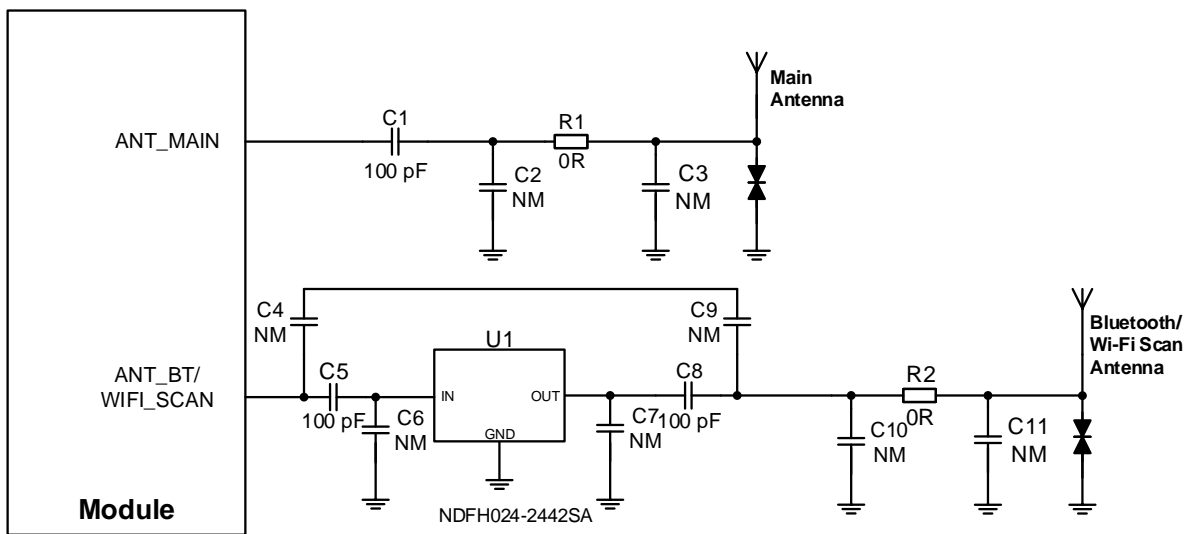 ANT_MAIN
C1
100 pF
C2
NM
R1
0R
C3
NM
Main
Antenna
C4
NM
C9
NM
U1
ANT_BT/
WIFI_SCAN
C5
100 pF
C6
NM
IN
OUT
GND
C7
NM
C8
100 pF
C10
NM
R2
0R
C11
NM
Bluetooth/
Wi-Fi Scan
Antenna
Module
NDFH024-2442SA